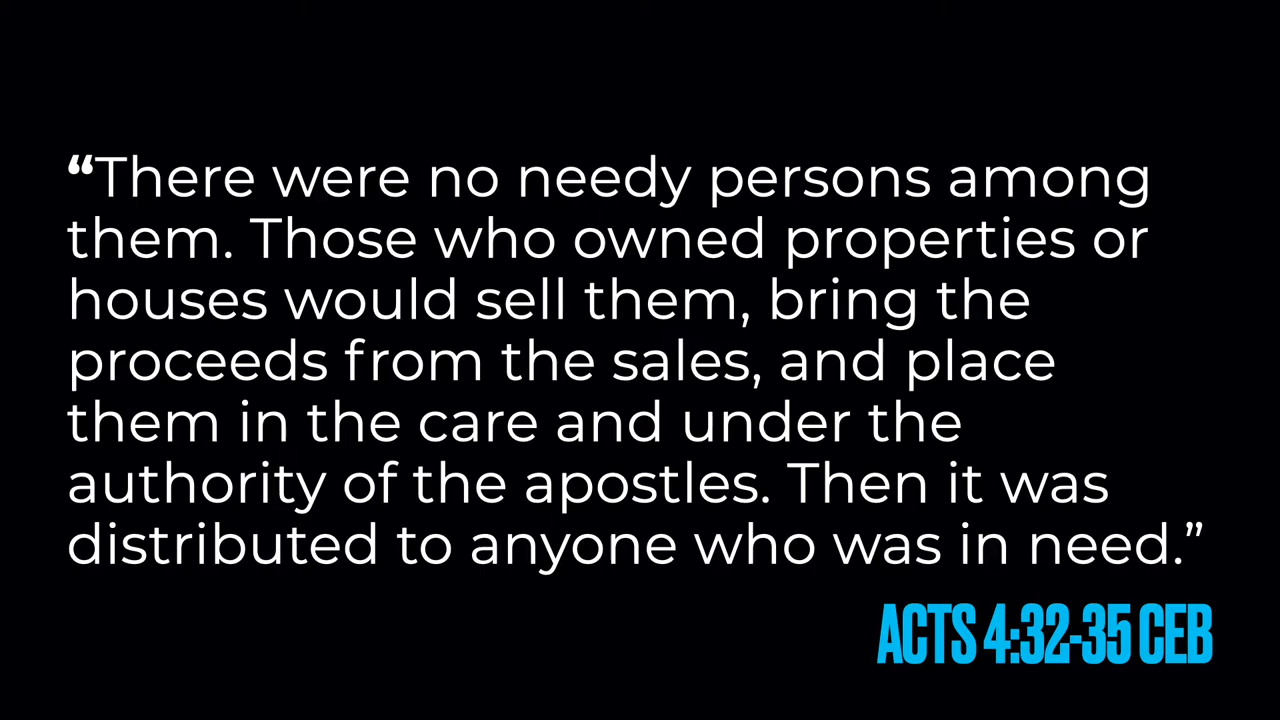 “There were no needy persons among
them. Those who owned properties or
houses would sell them, bring the
proceeds from the sales, and place
them in the care and under the
authority of the apostles. Then it was
distributed to anyone who was in need.”
ACTS 4:32-35 CEB